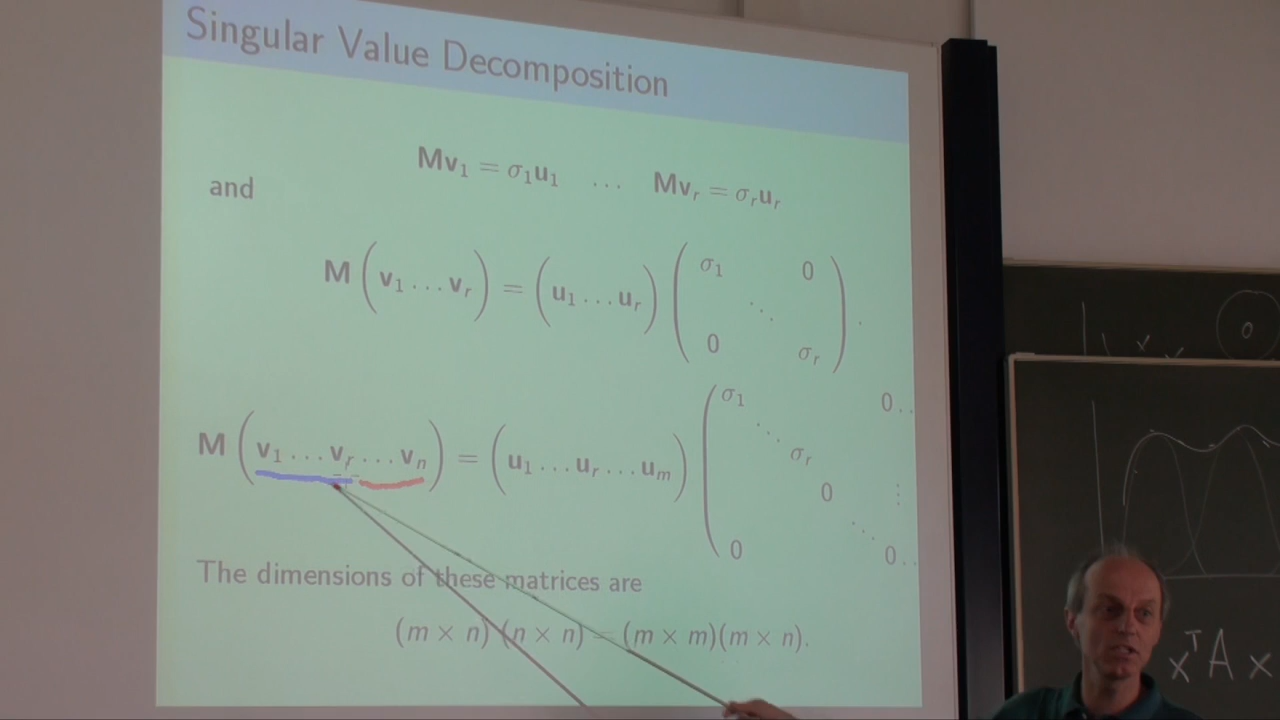 Singular Value Decomposition
Mv₁ = σ₁u₁ … Mvᵣ = σᵣuᵣ
and
M (v₁ … vᵣ) = (u₁ … uᵣ) ( σ₁ 0 ⋱ 0 σᵣ ) .
M (v₁ … vᵣ … vₙ) = (u₁ … uᵣ … uₘ) ( σ₁ 0 . . ⋱ σᵣ 0 ⋮ ⋱ 0 0 . .
The dimensions of these matrices are
(m × n) (n × n) = (m × m)(m × n).
xᵀA x